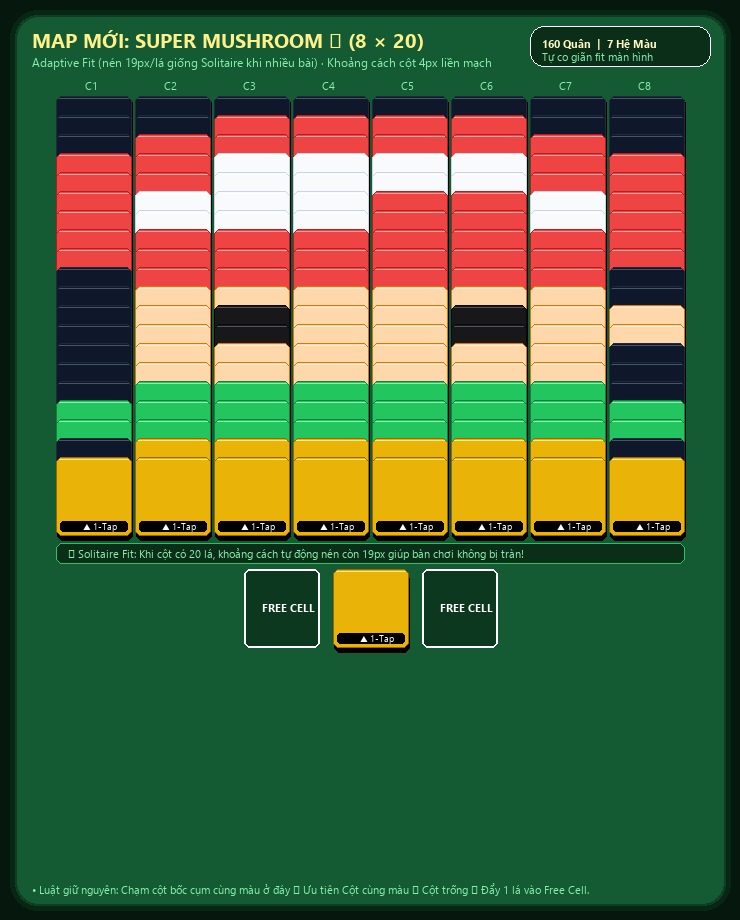 MAP MỚI: SUPER MUSHROOM (8 × 20)
Adaptive Fit (nén 19px/lá giống Solitaire khi nhiều bài) · Khoảng cách cột 4px liền mạch
160 Quân | 7 Hệ Màu
Tự co giãn fit màn hình
C1 C2 C3 C4 C5 C6 C7 C8
▲ 1-Tap ▲ 1-Tap ▲ 1-Tap ▲ 1-Tap ▲ 1-Tap ▲ 1-Tap ▲ 1-Tap ▲ 1-Tap
Solitaire Fit: Khi cột có 20 lá, khoảng cách tự động nén còn 19px giúp bàn chơi không bị tràn!
FREE CELL FREE CELL
▲ 1-Tap
• Luật giữ nguyên: Chạm cột bốc cụm cùng màu ở đáy Ưu tiên Cột cùng màu Cột trống Đẩy 1 lá vào Free Cell.